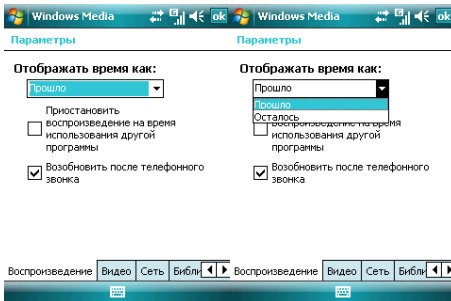 Windows Media
ok
Параметры
Отображать время как:
Прошло
Приостановить
воспроизведение на время
использования другой
программы
Возобновить после телефонного
звонка
Воспроизведение Видео Сеть Библи
Windows Media
ok
Параметры
Отображать время как:
Прошло
Прошло
Осталось
воспроизведение на время
использования другой
программы
Возобновить после телефонного
звонка
Воспроизведение Видео Сеть Библи